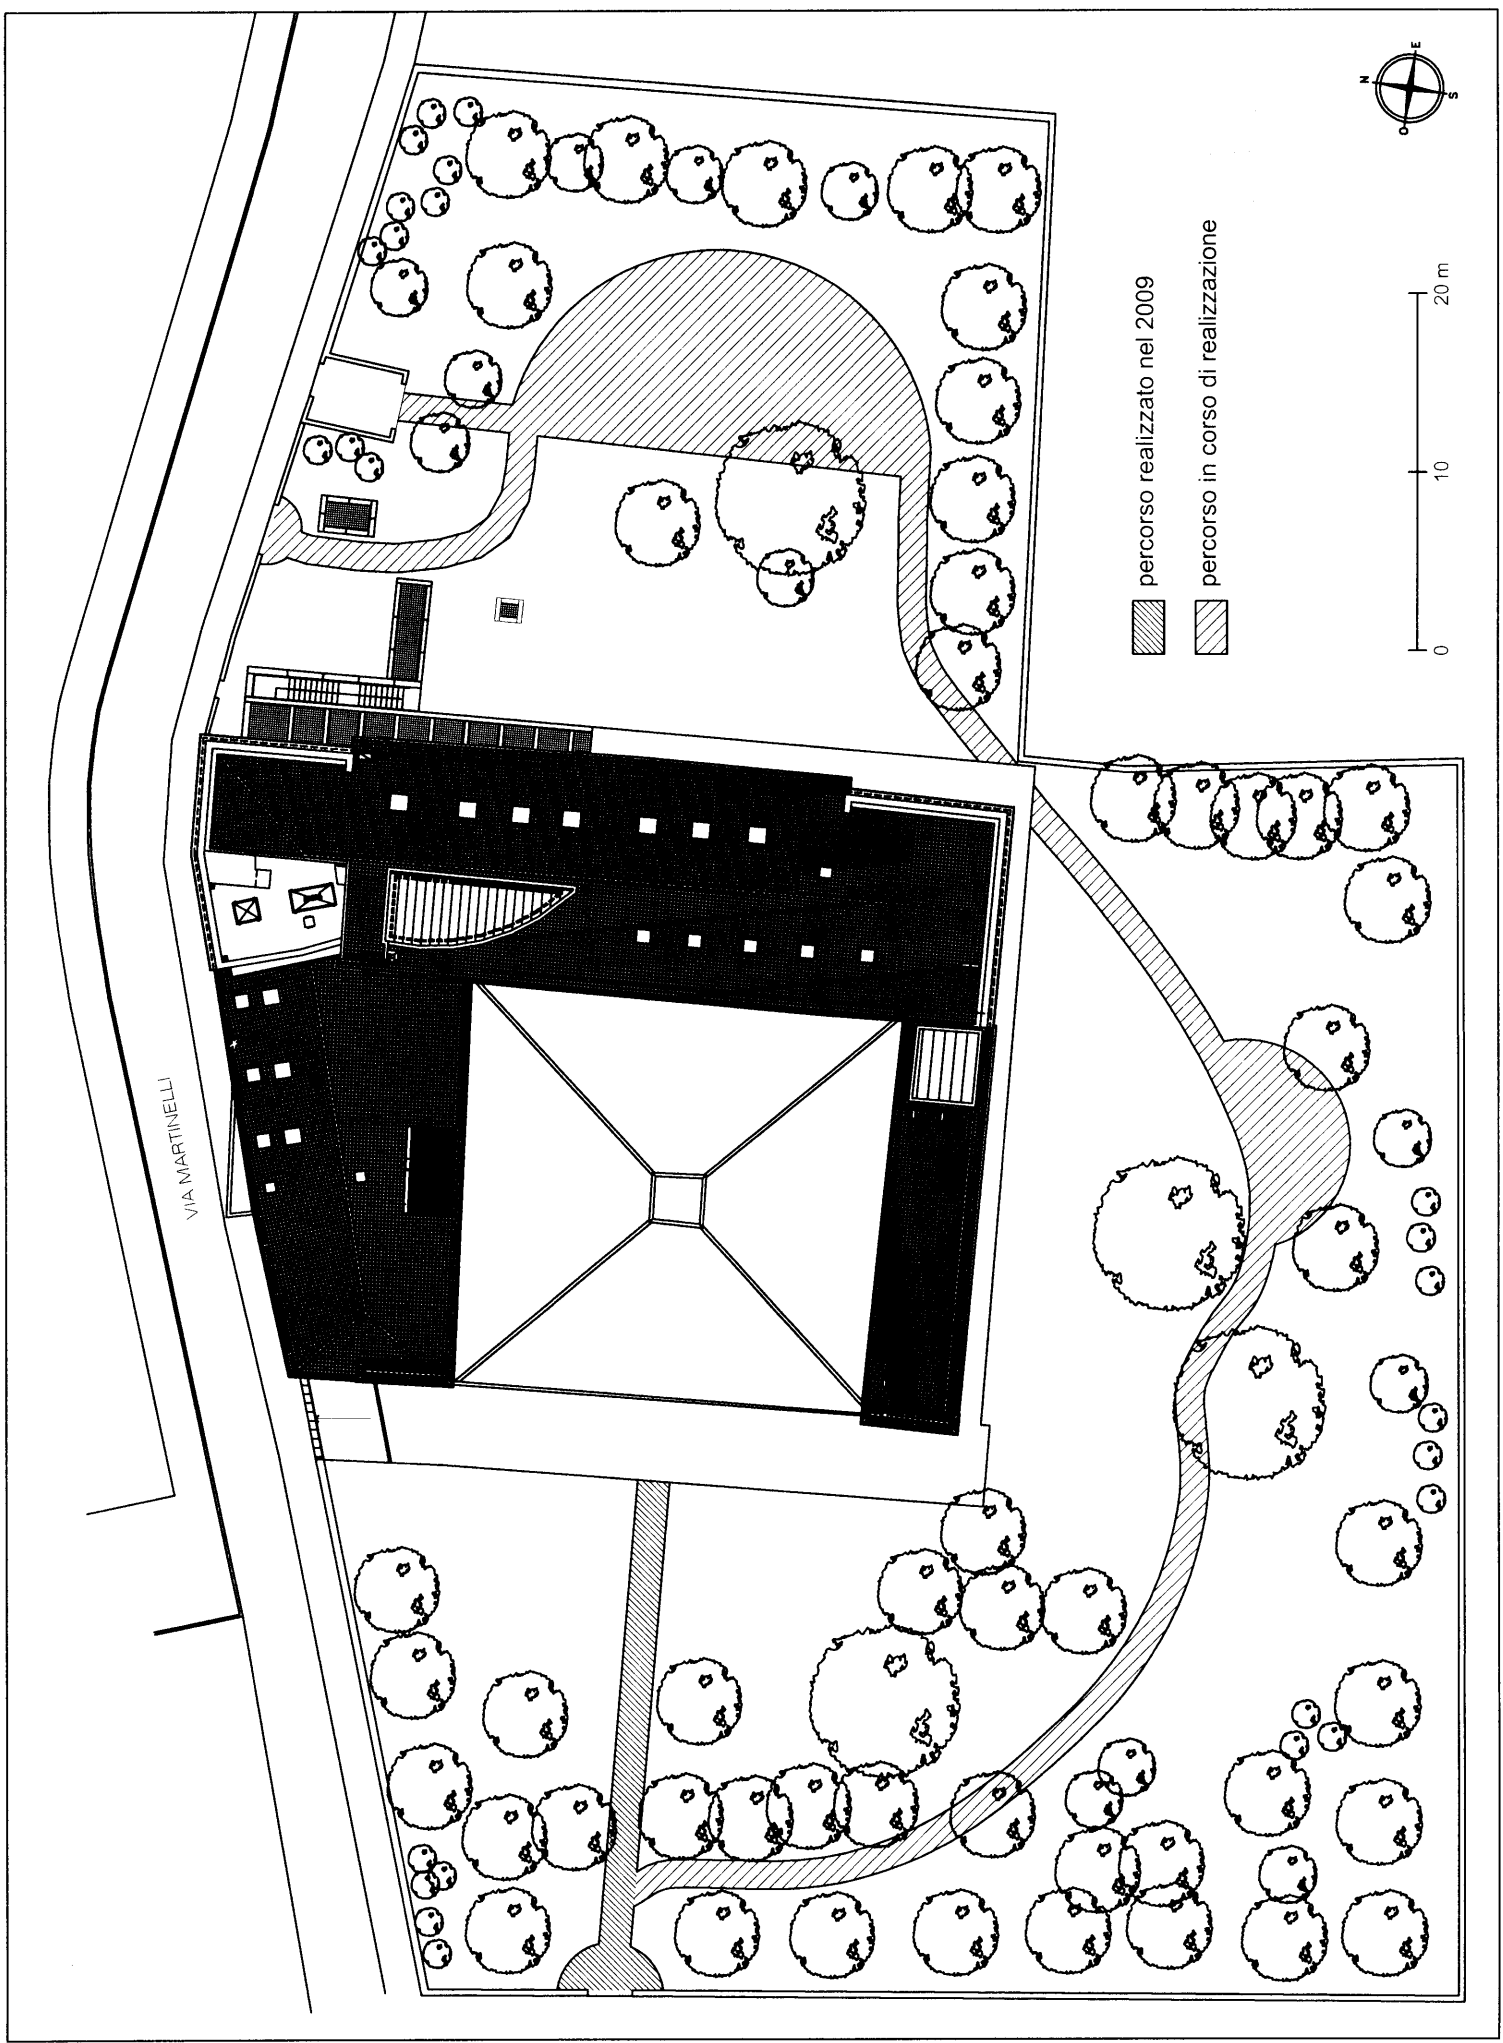 N
E
S
O
VIA MARTINELLI
percorso realizzato nel 2009
percorso in corso di realizzazione
0 10 20 m